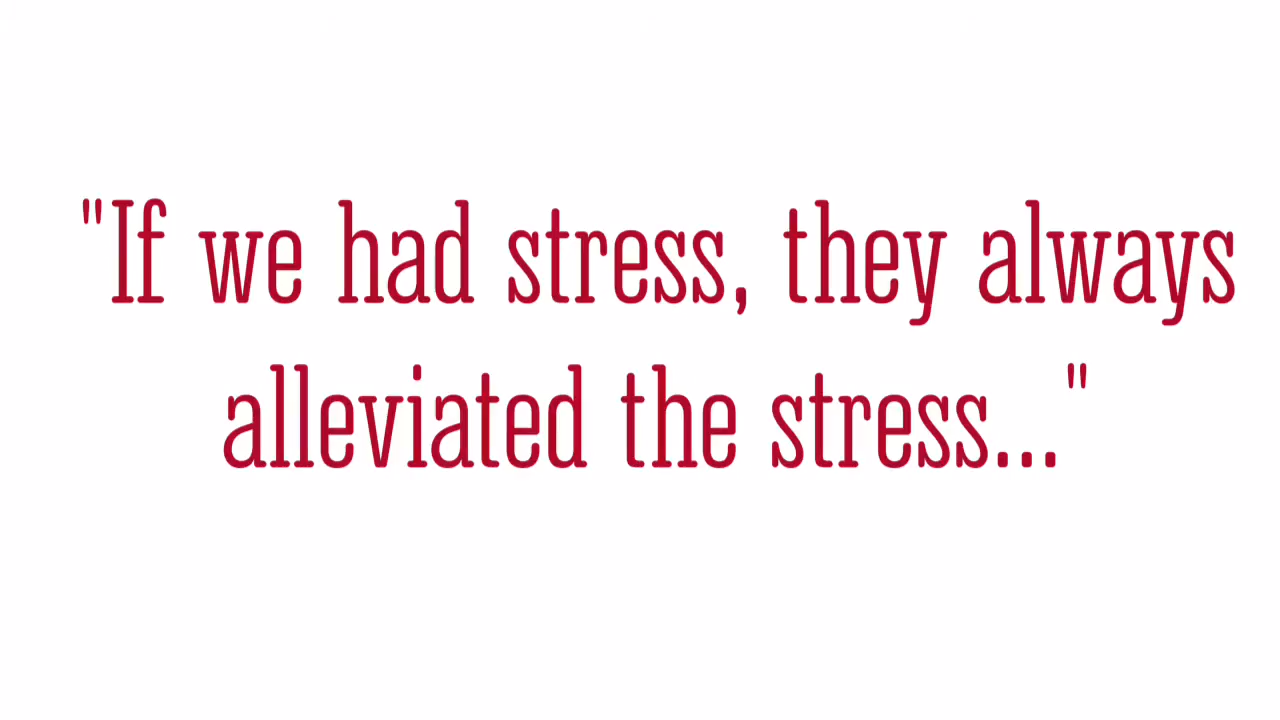 "If we had stress, they always
alleviated the stress..."